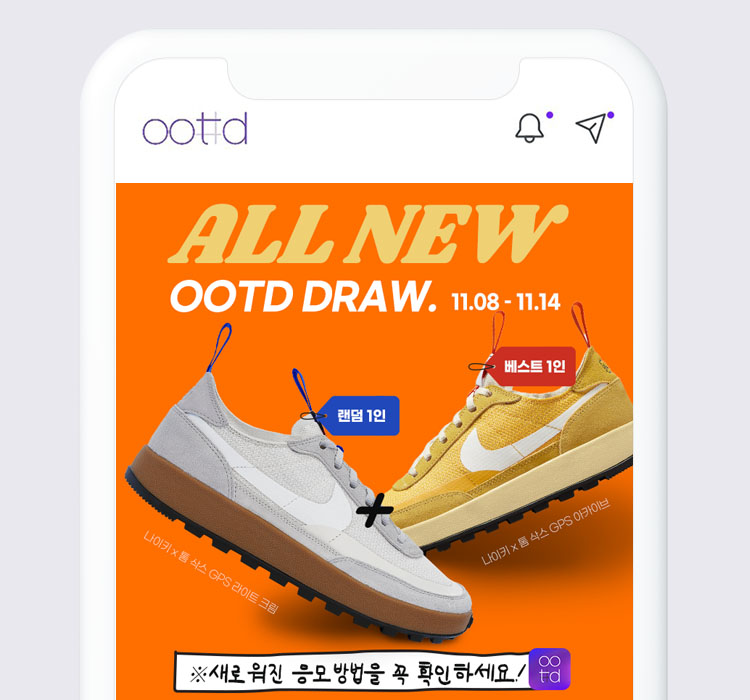 ootd
ALL NEW
OOTD DRAW. 11.08 - 11.14
베스트 1인
랜덤 1인
나이키 x 톰 삭스 GPS 아카이브
나이키 x 톰 삭스 GPS 라이트 크림
※새로워진 응모방법을 꼭 확인하세요!
ootd